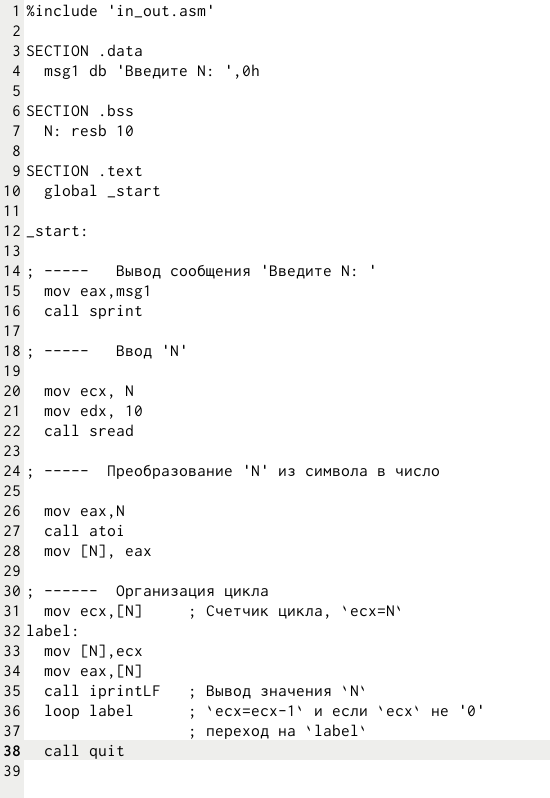 1 %include 'in_out.asm'
2
3 SECTION .data
4   msg1 db 'Введите N: ',0h
5
6 SECTION .bss
7   N: resb 10
8
9 SECTION .text
10   global _start
11
12 _start:
13
14 ; -----   Вывод сообщения 'Введите N: '
15   mov eax,msg1
16   call sprint
17
18 ; -----   Ввод 'N'
19
20   mov ecx, N
21   mov edx, 10
22   call sread
23
24 ; -----  Преобразование 'N' из символа в число
25
26   mov eax,N
27   call atoi
28   mov [N], eax
29
30 ; ------  Организация цикла
31   mov ecx,[N]     ; Счетчик цикла, `ecx=N`
32 label:
33   mov [N],ecx
34   mov eax,[N]
35   call iprintLF   ; Вывод значения `N`
36   loop label      ; `ecx=ecx-1` и если `ecx` не '0'
37                   ; переход на `label`
38   call quit
39